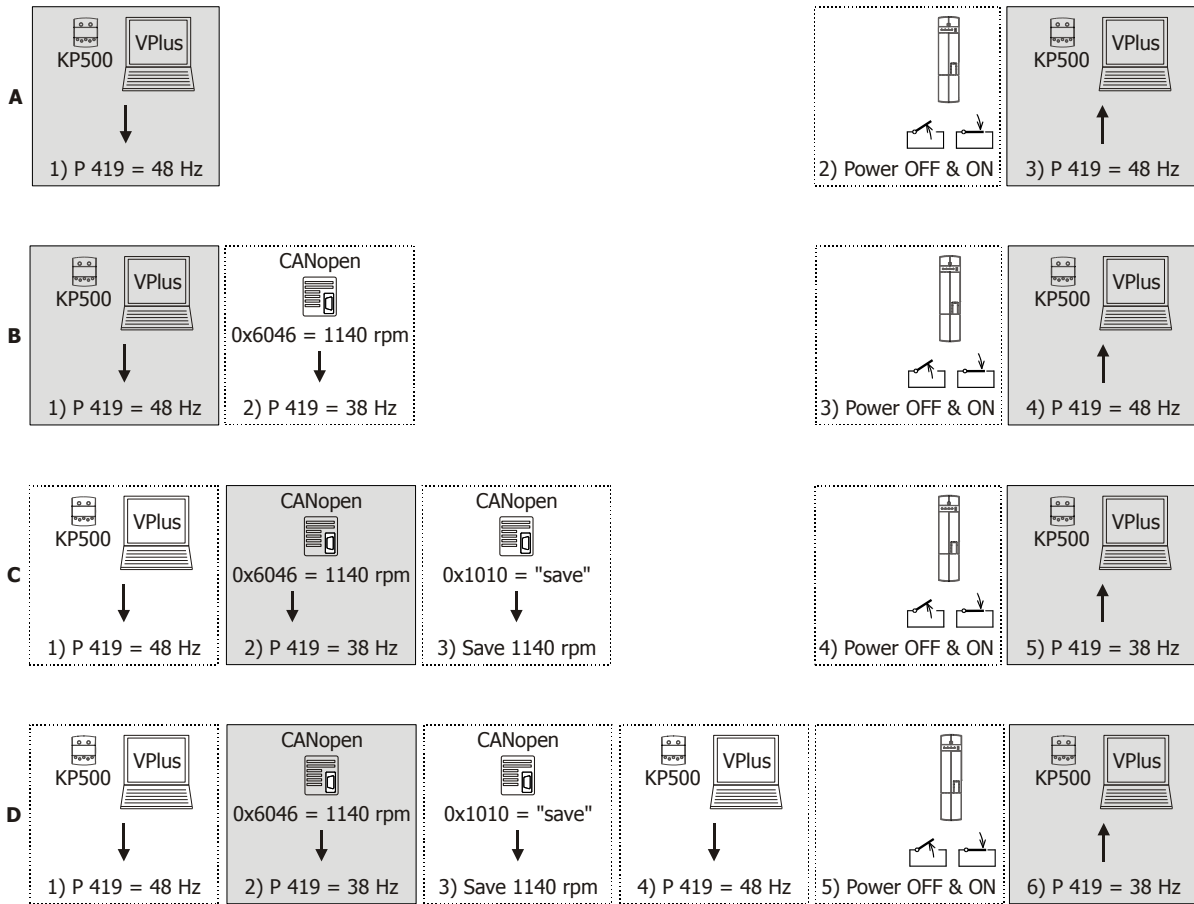 A
KP500
VPlus
1) P 419 = 48 Hz
2) Power OFF & ON
KP500
VPlus
3) P 419 = 48 Hz
B
KP500
VPlus
1) P 419 = 48 Hz
CANopen
0x6046 = 1140 rpm
2) P 419 = 38 Hz
3) Power OFF & ON
KP500
VPlus
4) P 419 = 48 Hz
C
KP500
VPlus
1) P 419 = 48 Hz
CANopen
0x6046 = 1140 rpm
2) P 419 = 38 Hz
CANopen
0x1010 = "save"
3) Save 1140 rpm
4) Power OFF & ON
KP500
VPlus
5) P 419 = 38 Hz
D
KP500
VPlus
1) P 419 = 48 Hz
CANopen
0x6046 = 1140 rpm
2) P 419 = 38 Hz
CANopen
0x1010 = "save"
3) Save 1140 rpm
KP500
VPlus
4) P 419 = 48 Hz
5) Power OFF & ON
KP500
VPlus
6) P 419 = 38 Hz